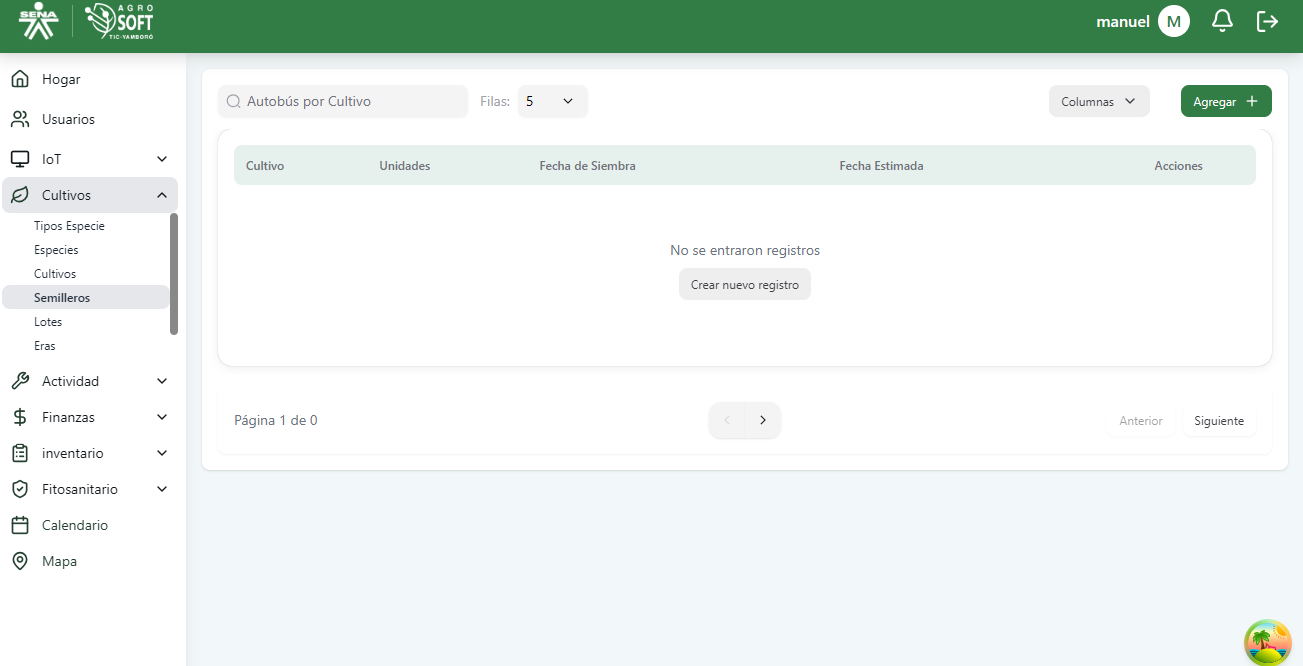 SENA
AGRO
SOFT
TIC-YAMBORÓ
manuel M
Hogar
Usuarios
IoT
Cultivos
Tipos Especie
Especies
Cultivos
Semilleros
Lotes
Eras
Actividad
Finanzas
inventario
Fitosanitario
Calendario
Mapa
Autobús por Cultivo Filas: 5 Columnas Agregar +
Cultivo Unidades Fecha de Siembra Fecha Estimada Acciones
No se entraron registros
Crear nuevo registro
Página 1 de 0 < > Anterior Siguiente